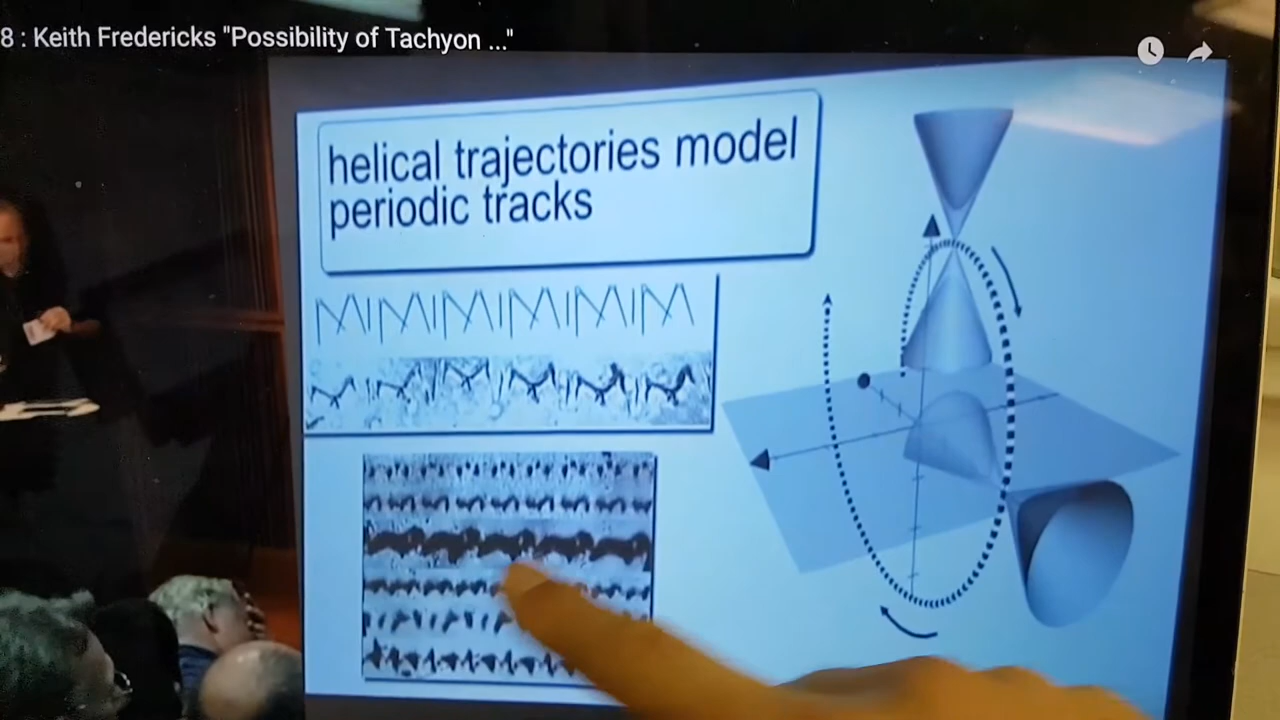 8 : Keith Fredericks "Possibility of Tachyon ..."
helical trajectories model
periodic tracks